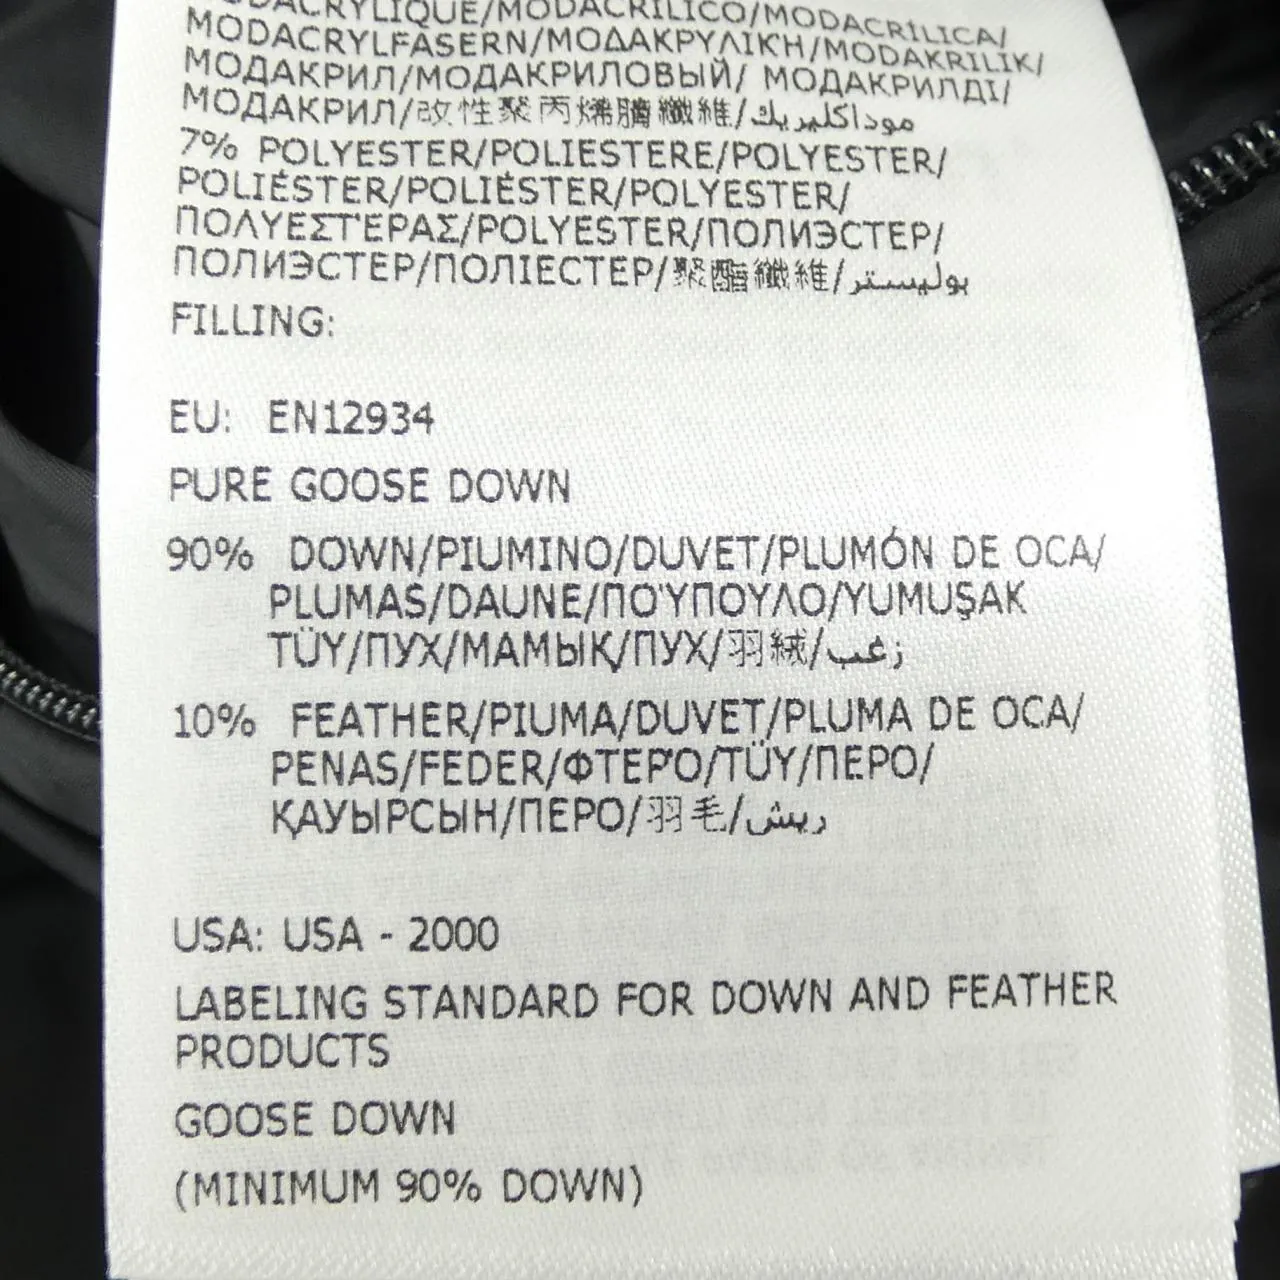 MODACRYLIQUE/MODACRILICO/MODACRÍLICA/
MODACRYLFASERN/ΜΟΔΑΚΡΥΛΙΚΉ/MODAKRILIK/
МОДАКРИЛ/МОДАКРИЛОВЫЙ/ МОДАКРИЛДІ/
МОДАКРИЛ/改性聚丙烯腈纖維/موداكليريك
7% POLYESTER/POLIESTERE/POLYESTER/
POLIÉSTER/POLIÉSTER/POLYESTER/
ΠΟΛΥΕΣΤΈΡΑΣ/POLYESTER/ПОЛИЭСТЕР/
ПОЛИЭСТЕР/ПОЛІЕСТЕР/聚酯纖維/بوليستر
FILLING:
EU: EN12934
PURE GOOSE DOWN
90% DOWN/PIUMINO/DUVET/PLUMÓN DE OCA/
PLUMAS/DAUNE/ΠΟΎΠΟΥΛΟ/YUMUŞAK
TÜY/ПУХ/МАМЫҚ/ПУХ/羽絨/زغب
10% FEATHER/PIUMA/DUVET/PLUMA DE OCA/
PENAS/FEDER/ΦΤΕΡΌ/TÜY/ПЕРО/
ҚАУЫРСЫН/ПЕРО/羽毛/ريش
USA: USA - 2000
LABELING STANDARD FOR DOWN AND FEATHER
PRODUCTS
GOOSE DOWN
(MINIMUM 90% DOWN)